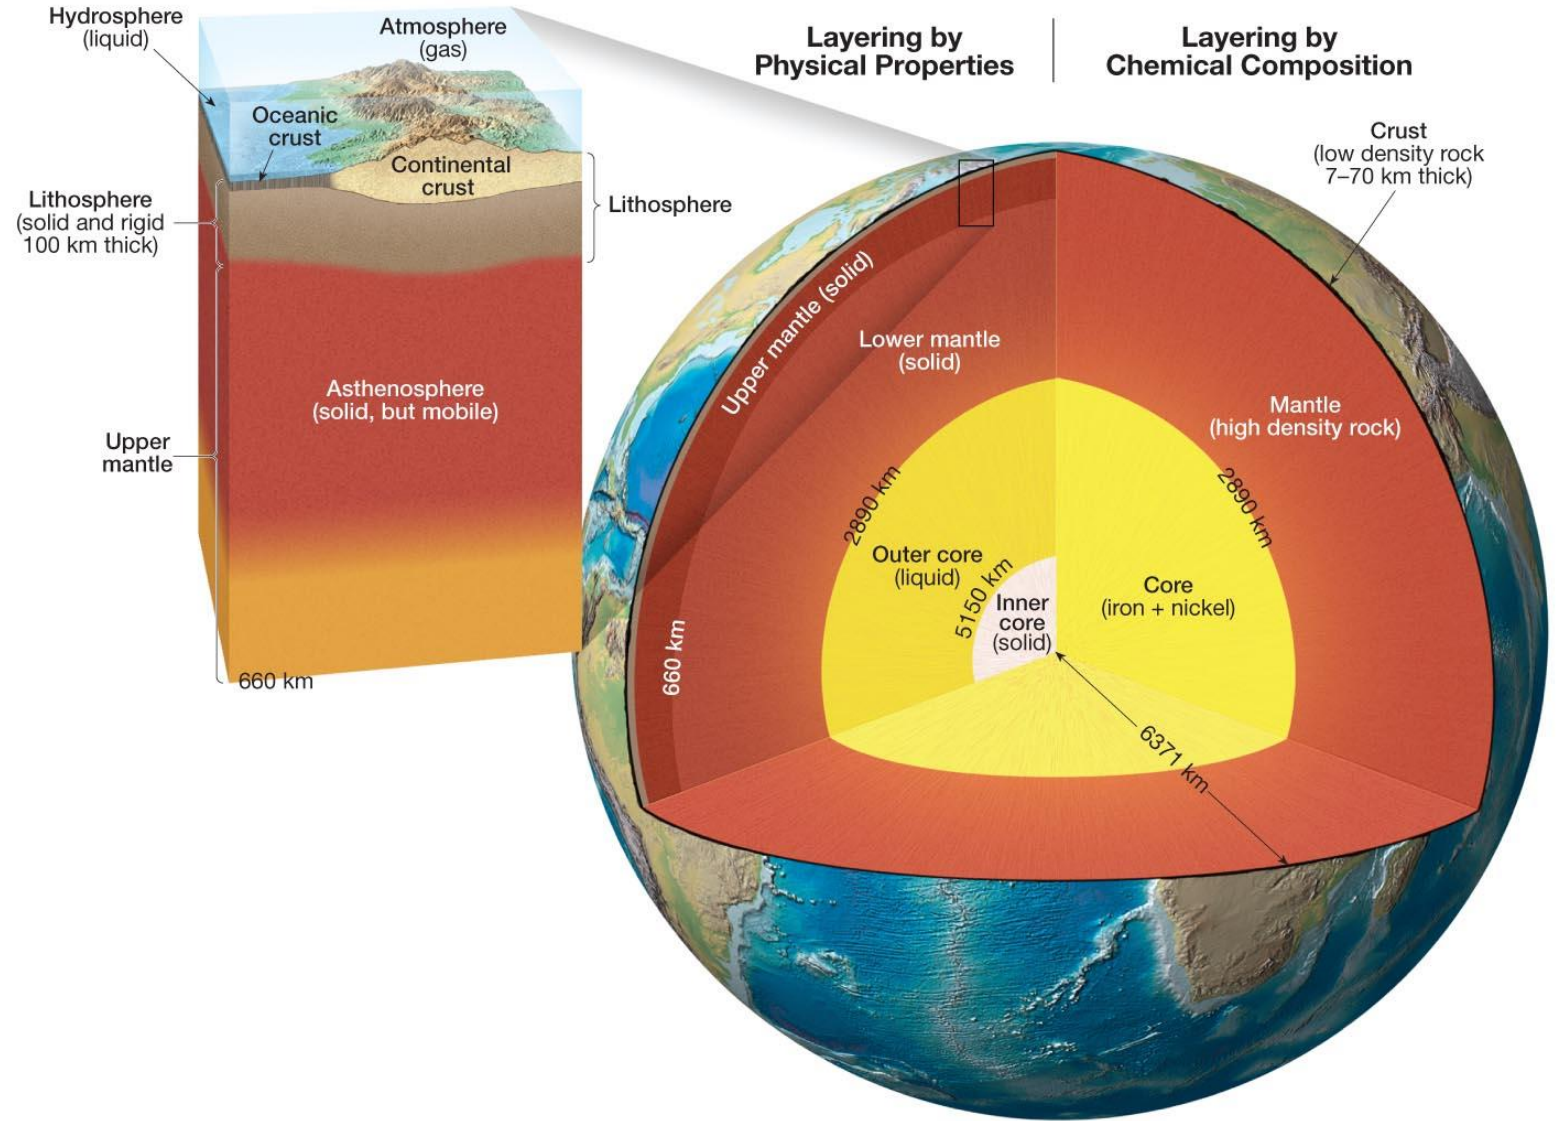 Hydrosphere
(liquid)
Atmosphere
(gas)
Oceanic
crust
Continental
crust
Lithosphere
(solid and rigid
100 km thick)
Lithosphere
Asthenosphere
(solid, but mobile)
Upper
mantle
660 km
Layering by
Physical Properties
Layering by
Chemical Composition
Crust
(low density rock
7–70 km thick)
Upper mantle (solid)
Lower mantle
(solid)
Mantle
(high density rock)
2890 km
2890 km
Outer core
(liquid)
5150 km
Inner
core
(solid)
Core
(iron + nickel)
660 km
6371 km